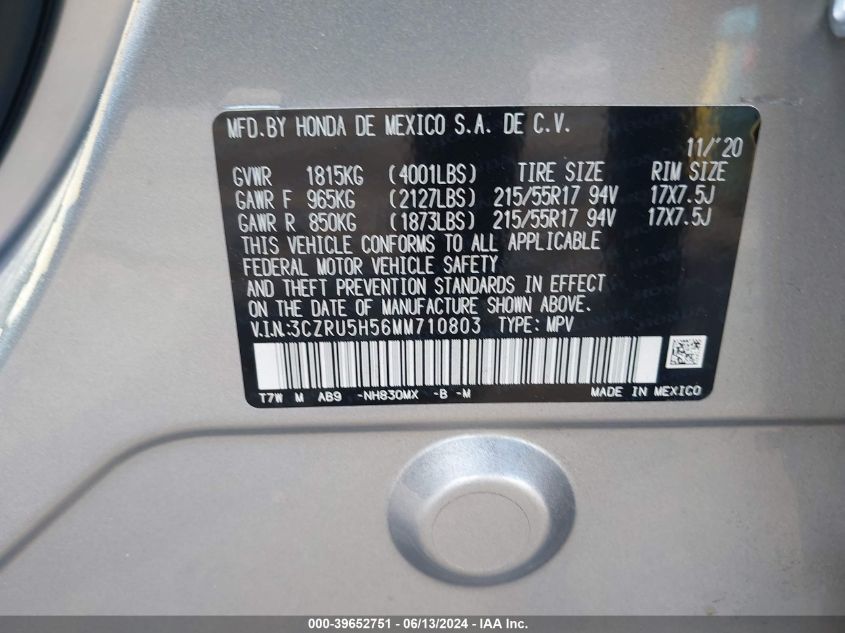 MFD.BY HONDA DE MEXICO S.A. DE C.V.
11/'20
GVWR 1815KG (4001LBS) TIRE SIZE RIM SIZE
GAWR F 965KG (2127LBS) 215/55R17 94V 17X7.5J
GAWR R 850KG (1873LBS) 215/55R17 94V 17X7.5J
THIS VEHICLE CONFORMS TO ALL APPLICABLE
FEDERAL MOTOR VEHICLE SAFETY
AND THEFT PREVENTION STANDARDS IN EFFECT
ON THE DATE OF MANUFACTURE SHOWN ABOVE.
V.I.N.:3CZRU5H56MM710803 TYPE: MPV
T7W M AB9 -NH830MX -B -M MADE IN MEXICO
000-39652751 - 06/13/2024 - IAA Inc.